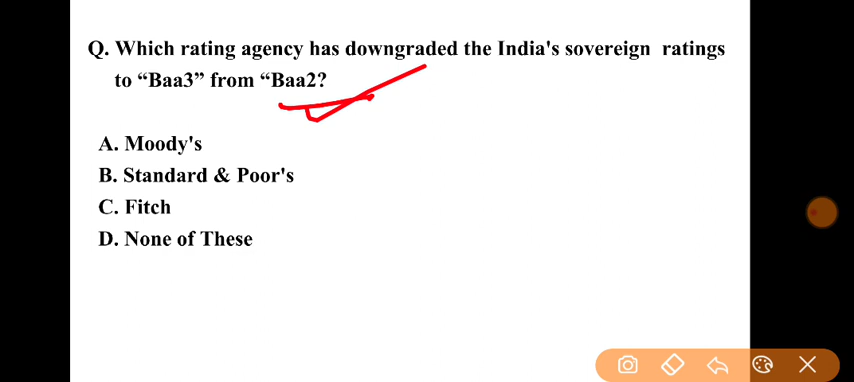 Q. Which rating agency has downgraded the India's sovereign ratings
to “Baa3” from “Baa2?
A. Moody's
B. Standard & Poor's
C. Fitch
D. None of These